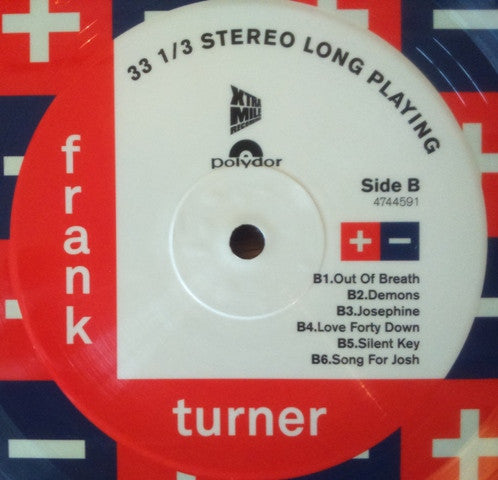 33 1/3 STEREO LONG PLAYING
XTRA
MILE
RECORDINGS
polydor
frank
Side B
4744591
+ −
B1.Out Of Breath
B2.Demons
B3.Josephine
B4.Love Forty Down
B5.Silent Key
B6.Song For Josh
turner